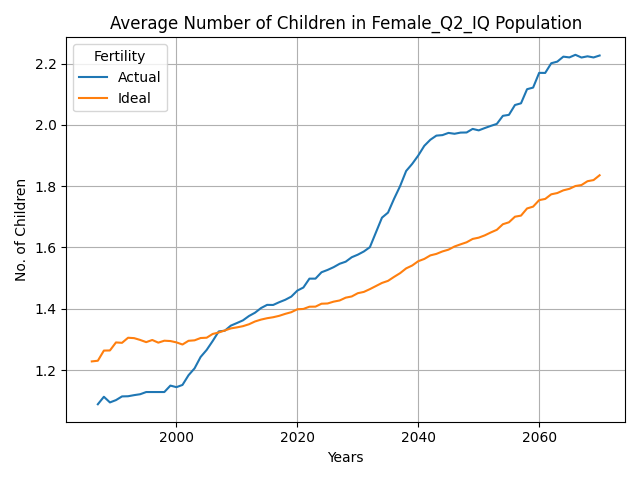 Average Number of Children in Female_Q2_IQ Population
Fertility
Actual
Ideal
No. of Children
2.2
2.0
1.8
1.6
1.4
1.2
2000
2020
2040
2060
Years